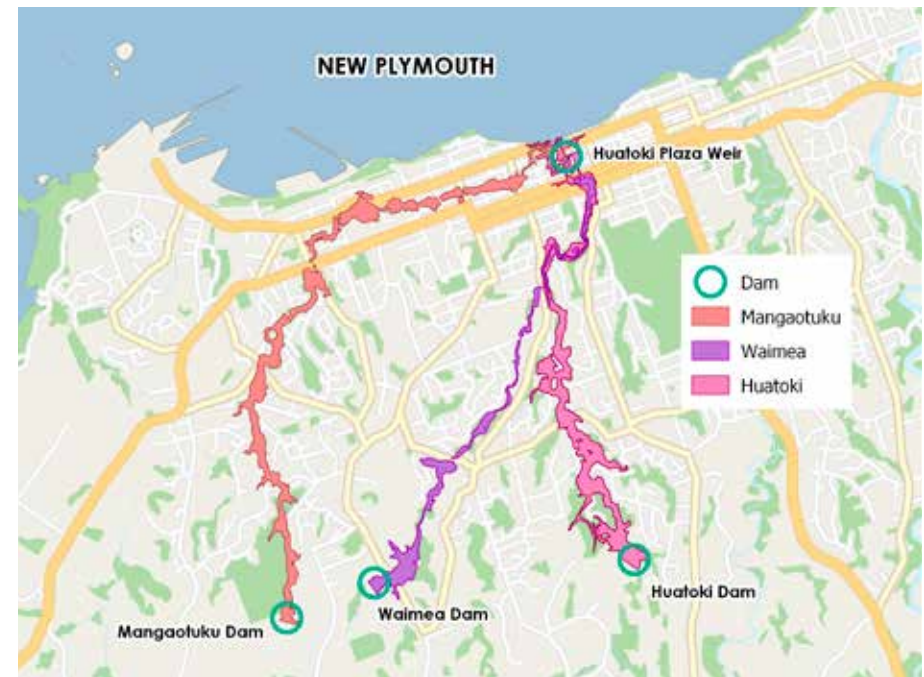 NEW PLYMOUTH
Huatoki Plaza Weir
Dam
Mangaotuku
Waimea
Huatoki
Huatoki Dam
Waimea Dam
Mangaotuku Dam